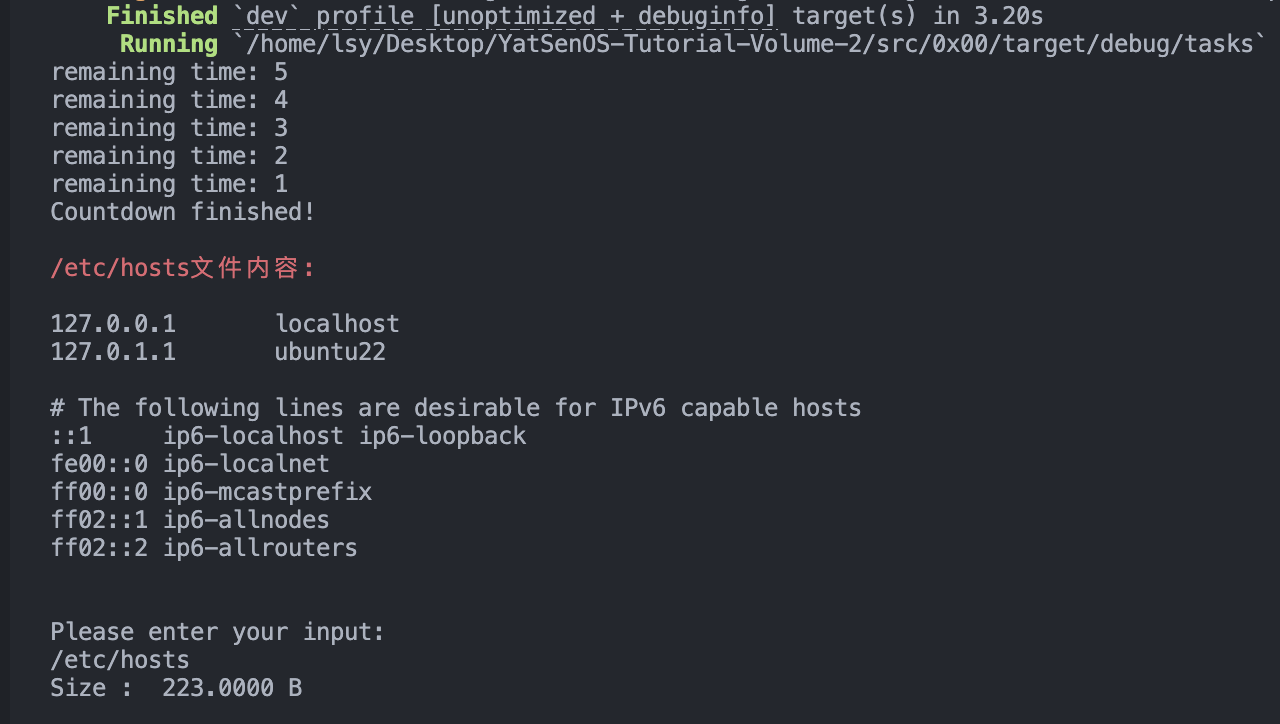 Finished `dev` profile [unoptimized + debuginfo] target(s) in 3.20s
Running `/home/lsy/Desktop/YatSenOS-Tutorial-Volume-2/src/0x00/target/debug/tasks`
remaining time: 5
remaining time: 4
remaining time: 3
remaining time: 2
remaining time: 1
Countdown finished!
/etc/hosts文件内容:
127.0.0.1       localhost
127.0.1.1       ubuntu22
# The following lines are desirable for IPv6 capable hosts
::1     ip6-localhost ip6-loopback
fe00::0 ip6-localnet
ff00::0 ip6-mcastprefix
ff02::1 ip6-allnodes
ff02::2 ip6-allrouters
Please enter your input:
/etc/hosts
Size :  223.0000 B